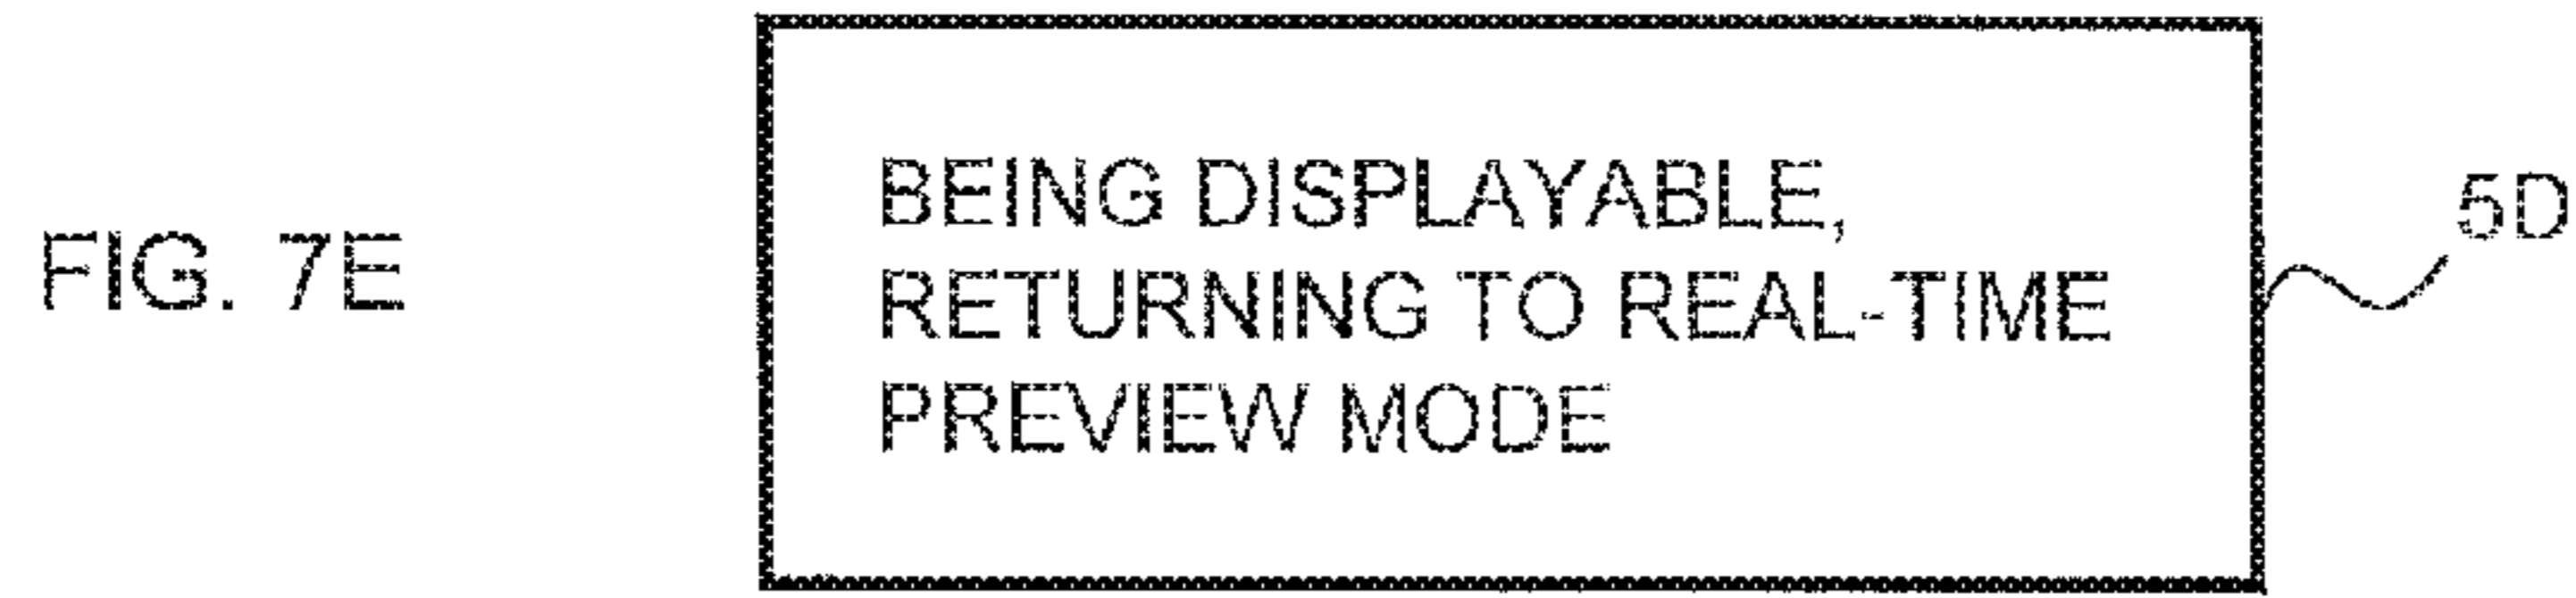 FIG. 7E
BEING DISPLAYABLE,
RETURNING TO REAL-TIME
PREVIEW MODE
5D